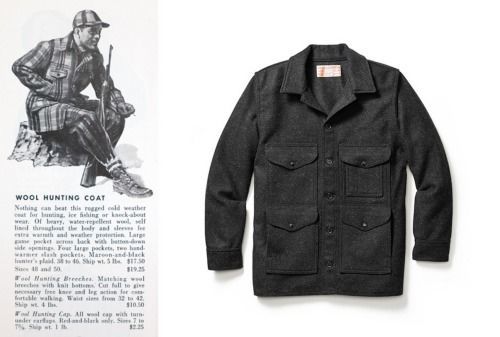 WOOL HUNTING COAT
Nothing can beat this rugged cold weather
coat for hunting, ice fishing or knock-about
wear. Of heavy, water-repellent wool, self
lined throughout the body and sleeves for
extra warmth and weather protection. Large
game pocket across back with button-down
side openings. Four large pockets, two hand-
warmer slash pockets. Maroon-and-black
hunter's plaid. 38 to 46. Ship wt. 5 lbs. $17.50
Sizes 48 and 50. $19.25
Wool Hunting Breeches. Matching wool
breeches with knit bottoms. Cut full to give
necessary free knee and leg action for com-
fortable walking. Waist sizes from 32 to 42.
Ship wt. 4 lbs. $10.50
Wool Hunting Cap. All wool cap with turn-
under earflaps. Red-and-black only. Sizes 7 to
7¾. Ship wt. 1 lb. $2.25